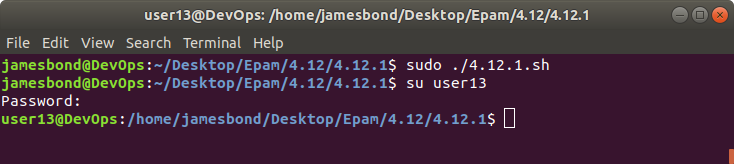 user13@DevOps: /home/jamesbond/Desktop/Epam/4.12/4.12.1
File Edit View Search Terminal Help
jamesbond@DevOps:~/Desktop/Epam/4.12/4.12.1$ sudo ./4.12.1.sh
jamesbond@DevOps:~/Desktop/Epam/4.12/4.12.1$ su user13
Password:
user13@DevOps:/home/jamesbond/Desktop/Epam/4.12/4.12.1$